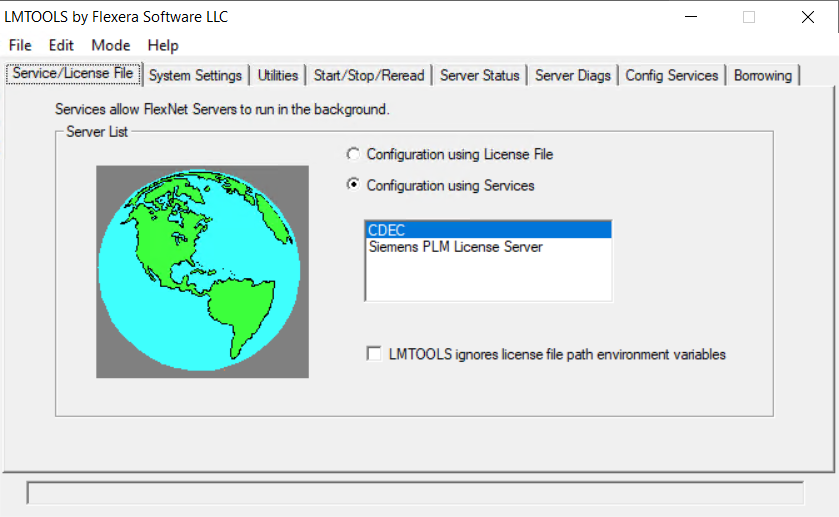 LMTOOLS by Flexera Software LLC
File Edit Mode Help
Service/License File System Settings Utilities Start/Stop/Reread Server Status Server Diags Config Services Borrowing
Services allow FlexNet Servers to run in the background.
Server List
Configuration using License File
Configuration using Services
CDEC
Siemens PLM License Server
LMTOOLS ignores license file path environment variables